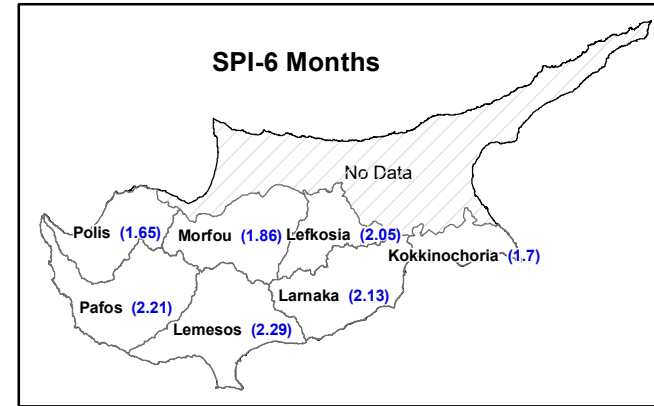 SPI-6 Months
No Data
Polis (1.65)
Morfou (1.86)
Lefkosia (2.05)
Kokkinochoria (1.7)
Pafos (2.21)
Larnaka (2.13)
Lemesos (2.29)